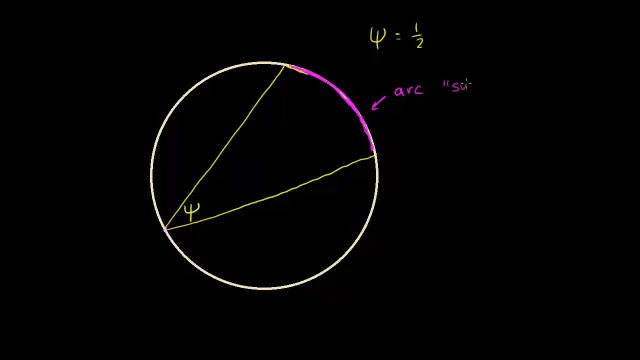 ψ = 1/2
arc
ψ